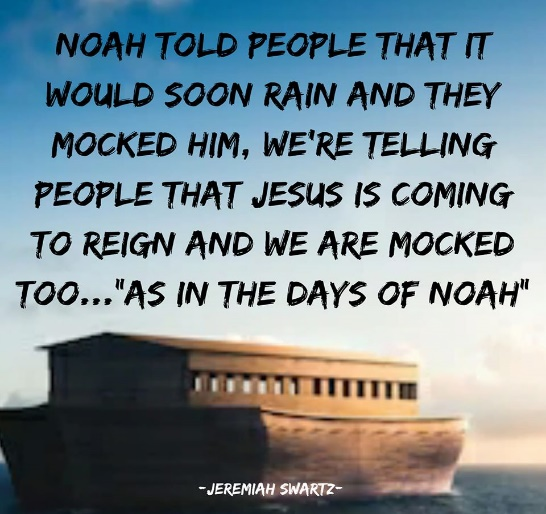 NOAH TOLD PEOPLE THAT IT
WOULD SOON RAIN AND THEY
MOCKED HIM, WE'RE TELLING
PEOPLE THAT JESUS IS COMING
TO REIGN AND WE ARE MOCKED
TOO..."AS IN THE DAYS OF NOAH"
-JEREMIAH SWARTZ-